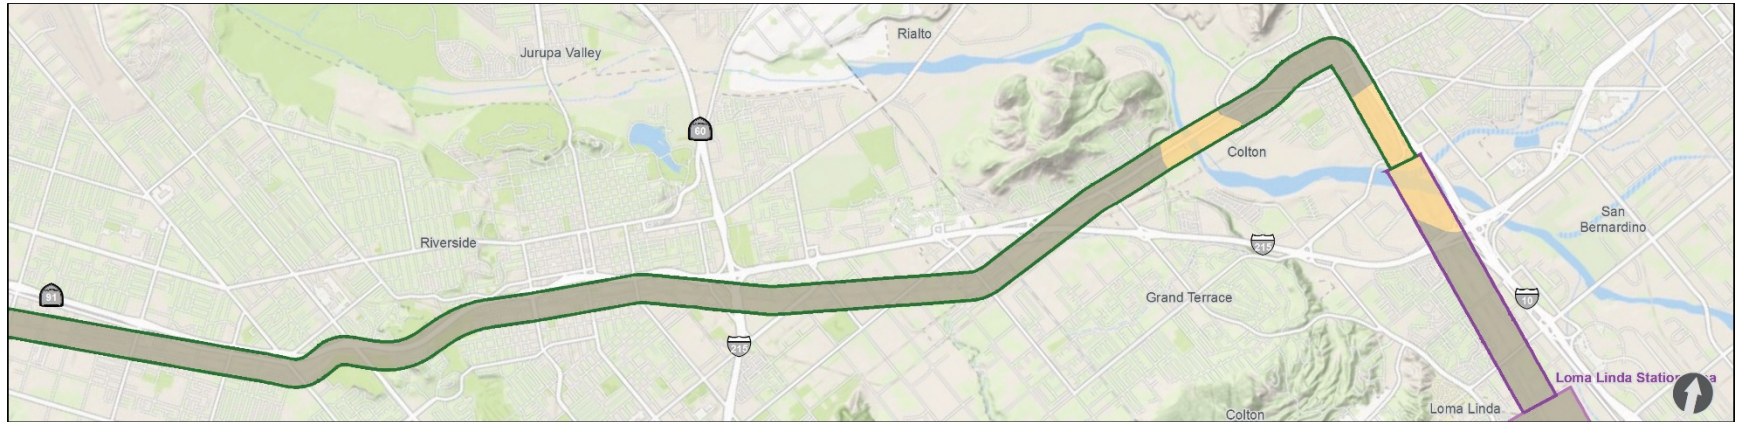 Rialto
Jurupa Valley
60
Colton
San
Bernardino
Riverside
215
91
Grand Terrace
10
215
Loma Linda Station
Loma Linda
Colton